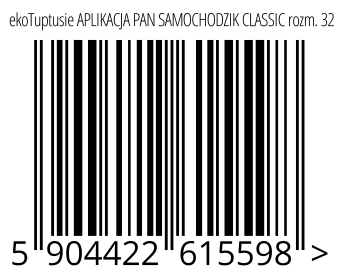 ekoTuptusie APLIKACJA PAN SAMOCHODZIK CLASSIC rozm. 32
5 904422 615598 >